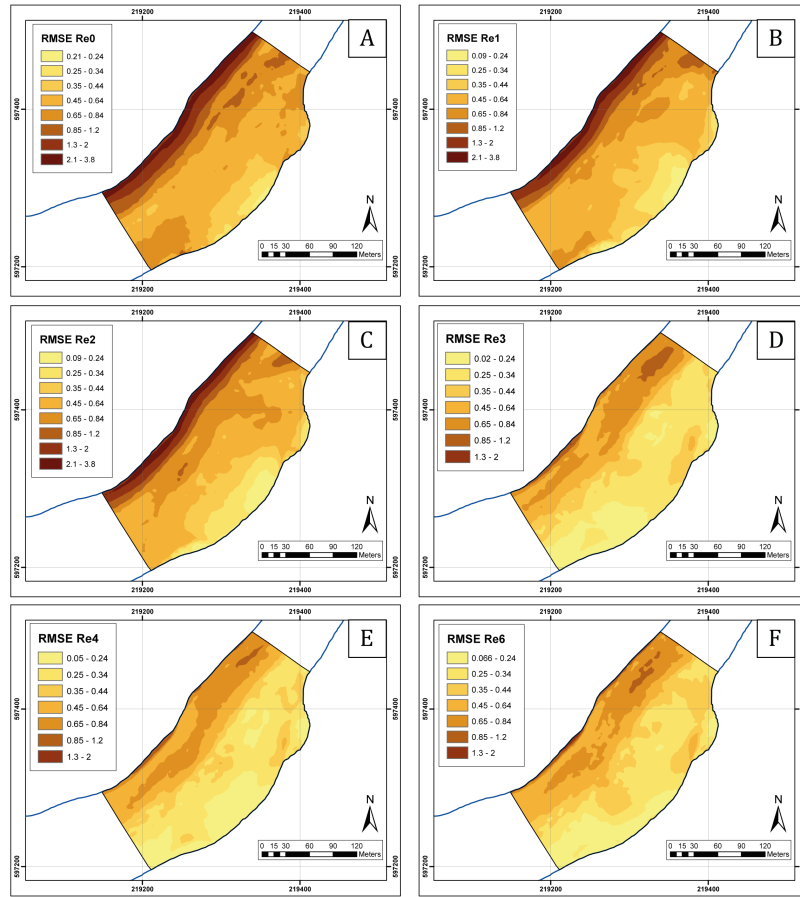 219200 219400
A
RMSE Re0
0.21 - 0.24
0.25 - 0.34
0.35 - 0.44
0.45 - 0.64
0.65 - 0.84
0.85 - 1.2
1.3 - 2
2.1 - 3.8
597400
597200
N
0 15 30 60 90 120
Meters
219200 219400
219200 219400
B
RMSE Re1
0.09 - 0.24
0.25 - 0.34
0.35 - 0.44
0.45 - 0.64
0.65 - 0.84
0.85 - 1.2
1.3 - 2
2.1 - 3.8
597400
597200
N
0 15 30 60 90 120
Meters
219200 219400
219200 219400
C
RMSE Re2
0.09 - 0.24
0.25 - 0.34
0.35 - 0.44
0.45 - 0.64
0.65 - 0.84
0.85 - 1.2
1.3 - 2
2.1 - 3.8
597400
597200
N
0 15 30 60 90 120
Meters
219200 219400
219200 219400
D
RMSE Re3
0.02 - 0.24
0.25 - 0.34
0.35 - 0.44
0.45 - 0.64
0.65 - 0.84
0.85 - 1.2
1.3 - 2
597400
597200
N
0 15 30 60 90 120
Meters
219200 219400
219200 219400
E
RMSE Re4
0.05 - 0.24
0.25 - 0.34
0.35 - 0.44
0.45 - 0.64
0.65 - 0.84
0.85 - 1.2
1.3 - 2
597400
597200
N
0 15 30 60 90 120
Meters
219200 219400
219200 219400
F
RMSE Re6
0.066 - 0.24
0.25 - 0.34
0.35 - 0.44
0.45 - 0.64
0.65 - 0.84
0.85 - 1.2
1.3 - 2
597400
597200
N
0 15 30 60 90 120
Meters
219200 219400